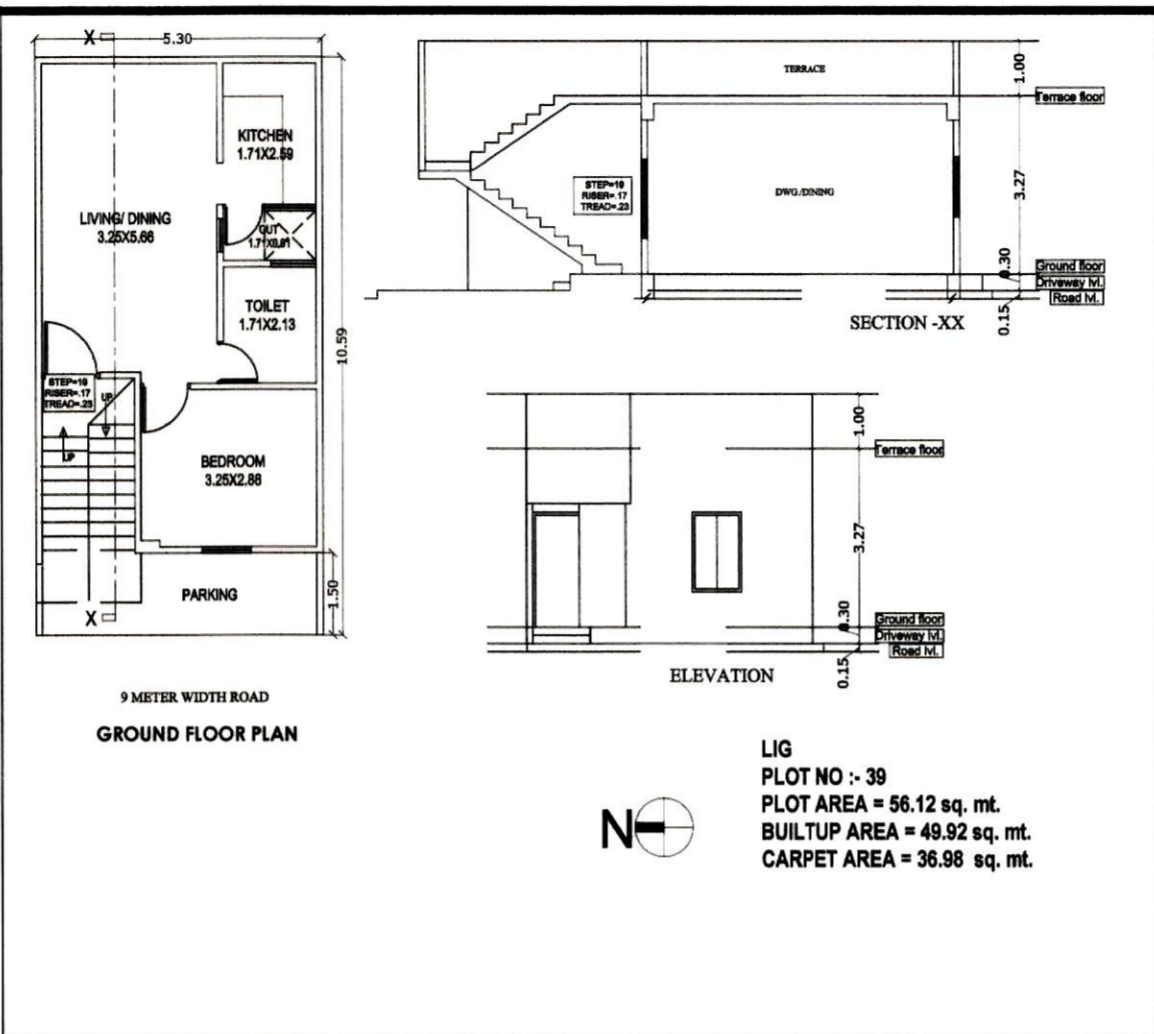 X
5.30
KITCHEN
1.71X2.59
LIVING/ DINING
3.25X5.66
OUT
1.71X0.81
TOILET
1.71X2.13
10.59
STEP=19
RISER=.17
TREAD=.23
UP
UP
BEDROOM
3.25X2.88
PARKING
1.50
X
9 METER WIDTH ROAD
GROUND FLOOR PLAN
TERRACE
1.00
Terrace floor
STEP=19
RISER=.17
TREAD=.23
DWG./DINING
3.27
0.30
Ground floor
Driveway lvl.
Road lvl.
0.15
SECTION -XX
1.00
Terrace floor
3.27
0.30
Ground floor
Driveway lvl.
Road lvl.
0.15
ELEVATION
N
LIG
PLOT NO :- 39
PLOT AREA = 56.12 sq. mt.
BUILTUP AREA = 49.92 sq. mt.
CARPET AREA = 36.98 sq. mt.